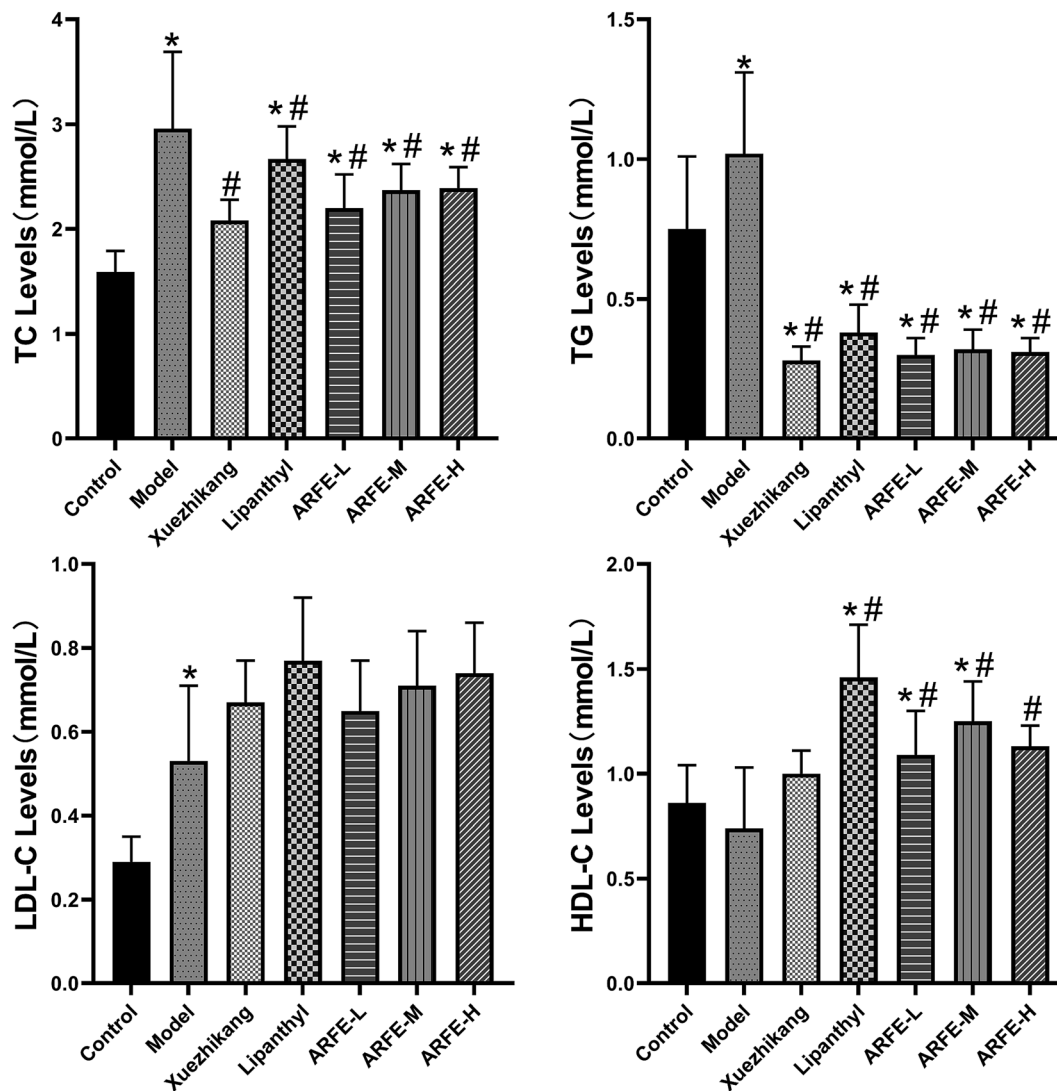 TC Levels(mmol/L)
4
3
2
1
0
*
#
*#
*#
*#
*#
Control
Model
Xuezhikang
Lipanthyl
ARFE-L
ARFE-M
ARFE-H
TG Levels(mmol/L)
1.5
1.0
0.5
0.0
*
*#
*#
*#
*#
*#
Control
Model
Xuezhikang
Lipanthyl
ARFE-L
ARFE-M
ARFE-H
LDL-C Levels(mmol/L)
1.0
0.8
0.6
0.4
0.2
0.0
*
Control
Model
Xuezhikang
Lipanthyl
ARFE-L
ARFE-M
ARFE-H
HDL-C Levels(mmol/L)
2.0
1.5
1.0
0.5
0.0
*#
*#
*#
#
Control
Model
Xuezhikang
Lipanthyl
ARFE-L
ARFE-M
ARFE-H